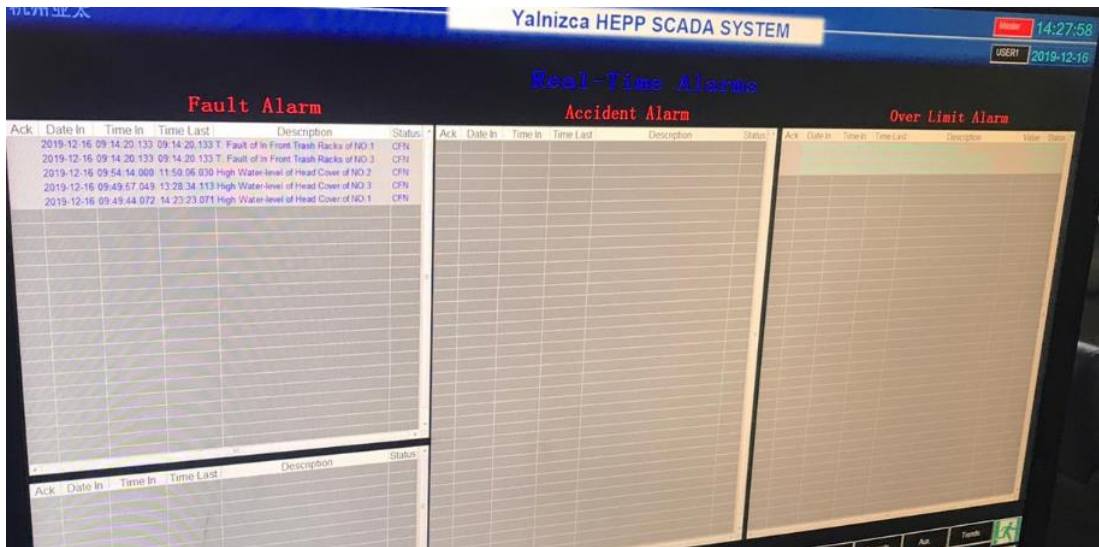 杭州亚太
Yalnizca HEPP SCADA SYSTEM
Master 14:27:58
USER1 2019-12-16
Real-Time Alarms
Fault Alarm
Accident Alarm
Over Limit Alarm
Ack Date In Time In Time Last Description Status
2019-12-16 09:14:20.133 09:14:20.133 T. Fault of In Front Trash Racks of NO.1 CFN
2019-12-16 09:14:20.133 09:14:20.133 T. Fault of In Front Trash Racks of NO.3 CFN
2019-12-16 09:54:14.000 11:50:06.030 High Water-level of Head Cover of NO.2 CFN
2019-12-16 09:49:57.049 13:28:34.113 High Water-level of Head Cover of NO.3 CFN
2019-12-16 09:49:44.072 14:23:23.071 High Water-level of Head Cover of NO.1 CFN
Ack Date In Time In Time Last Description Status
Ack Date In Time In Time Last Description Value Status
Ack Date In Time In Time Last Description Status
Aux. Trends